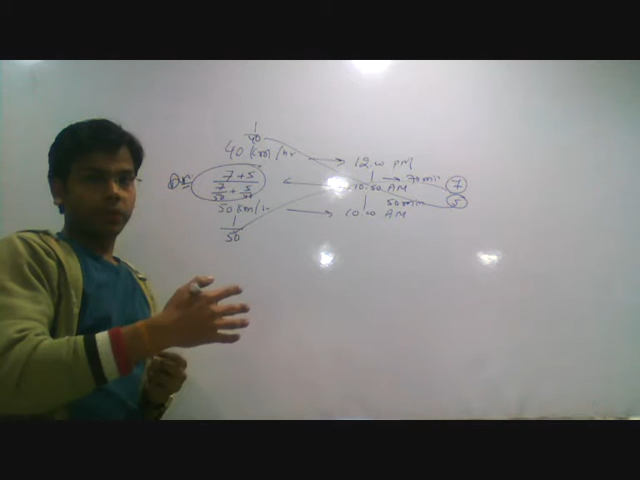 1
40
40 km/hr → 12.00 PM
→ 70 min 7
7+5
7/50 + 5/40
10:50 AM
50 min 5
50 km/hr → 10.00 AM
1
50